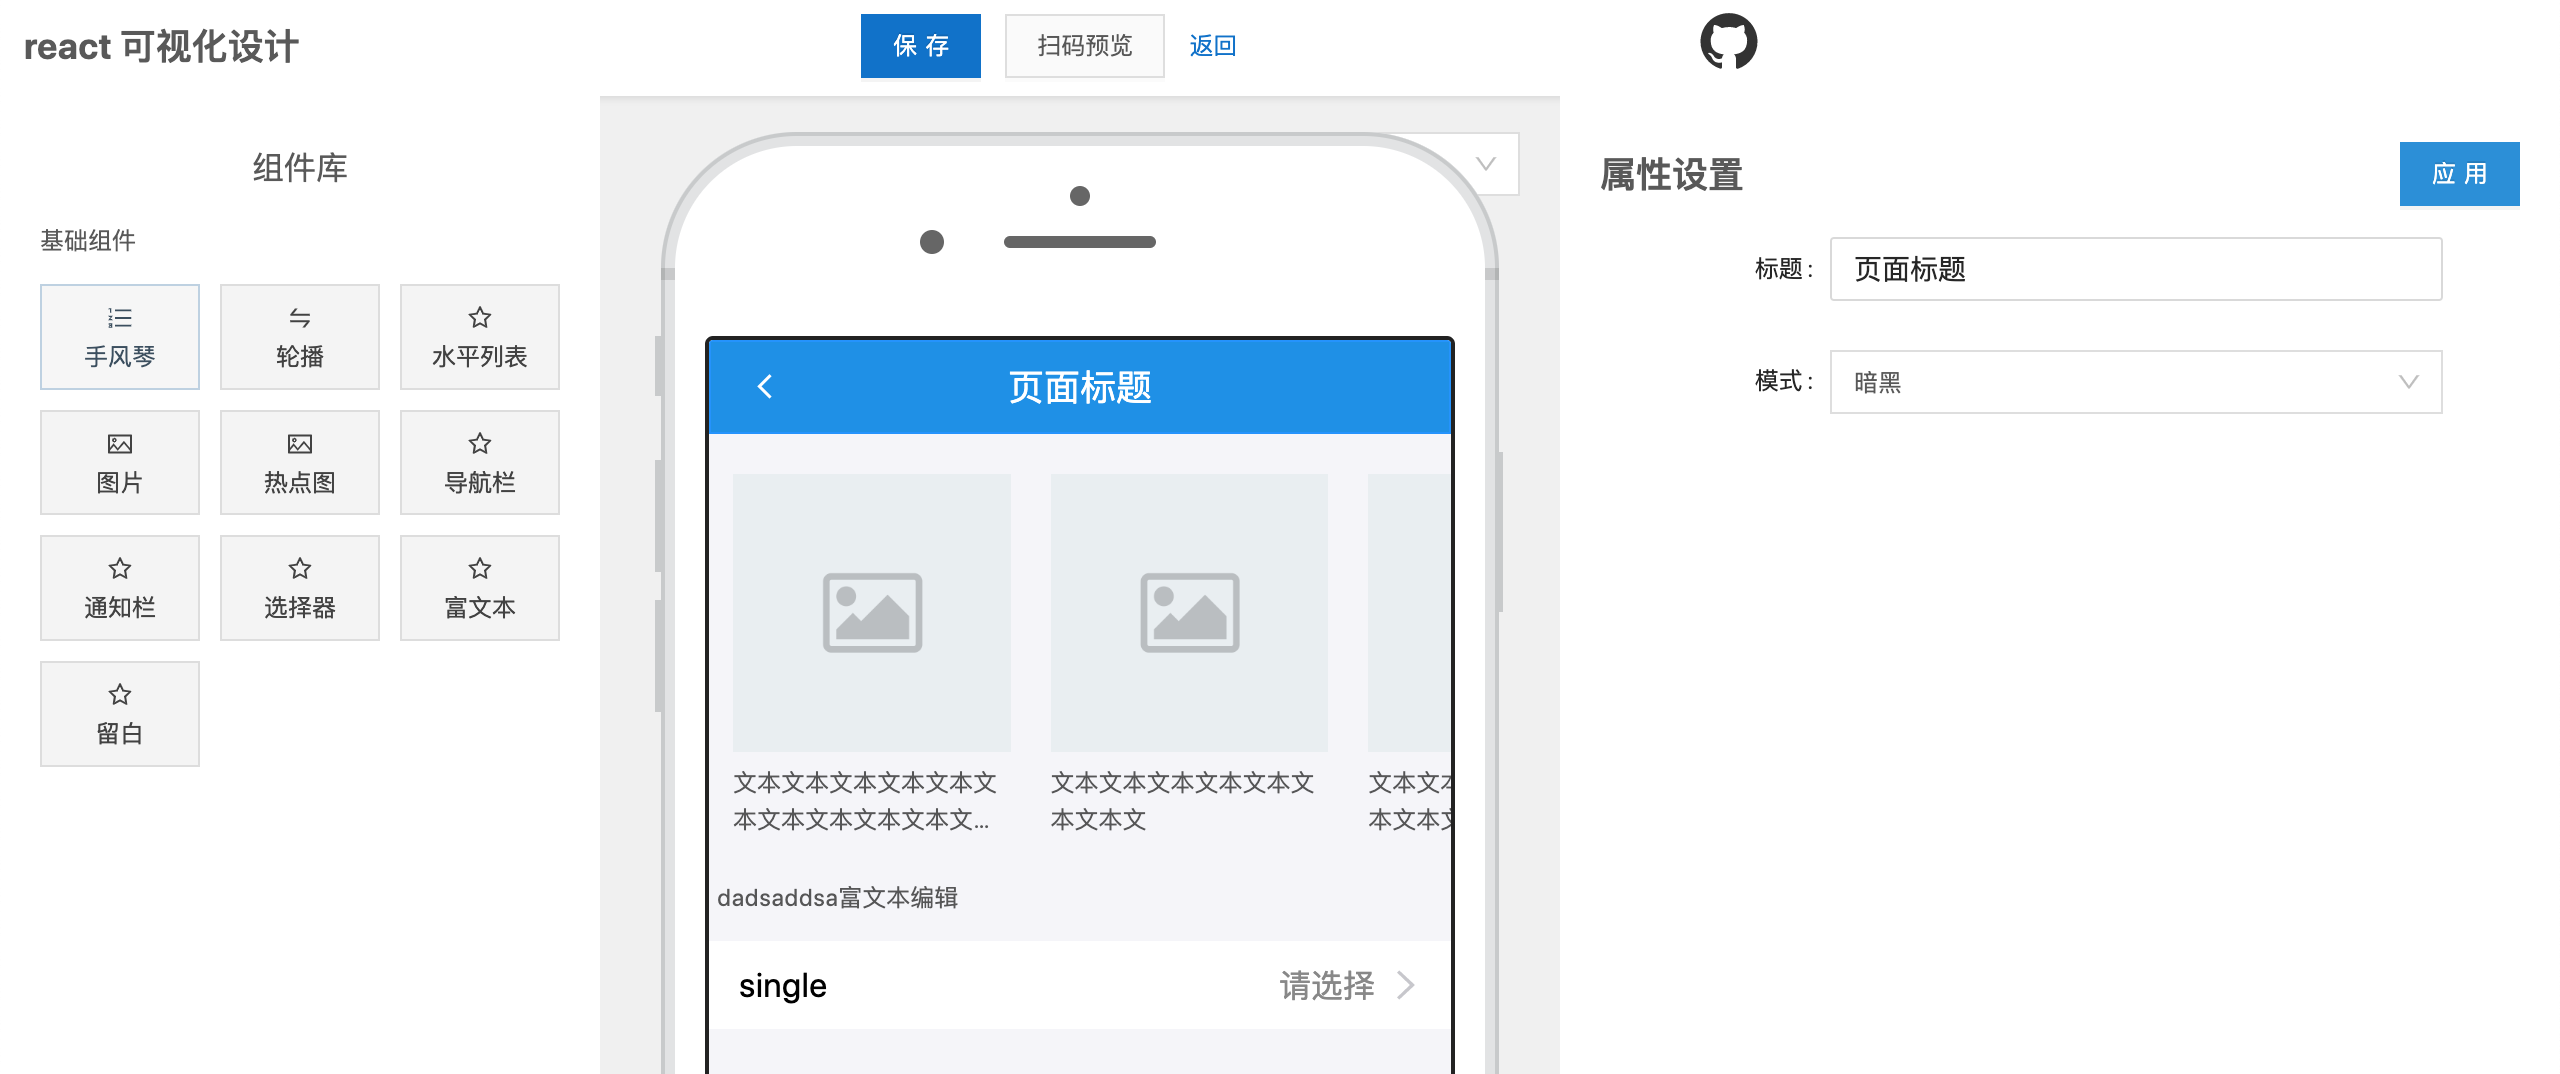 react 可视化设计
保 存
扫码预览
返回
组件库
基础组件
手风琴
轮播
水平列表
图片
热点图
导航栏
通知栏
选择器
富文本
留白
页面标题
文本文本文本文本文本文
本文本文本文本文本文...
文本文本文本文本文本文
本文本文
文本文本
本文本文
dadsaddsa富文本编辑
single
请选择
属性设置
应 用
标题 :
页面标题
模式 :
暗黑